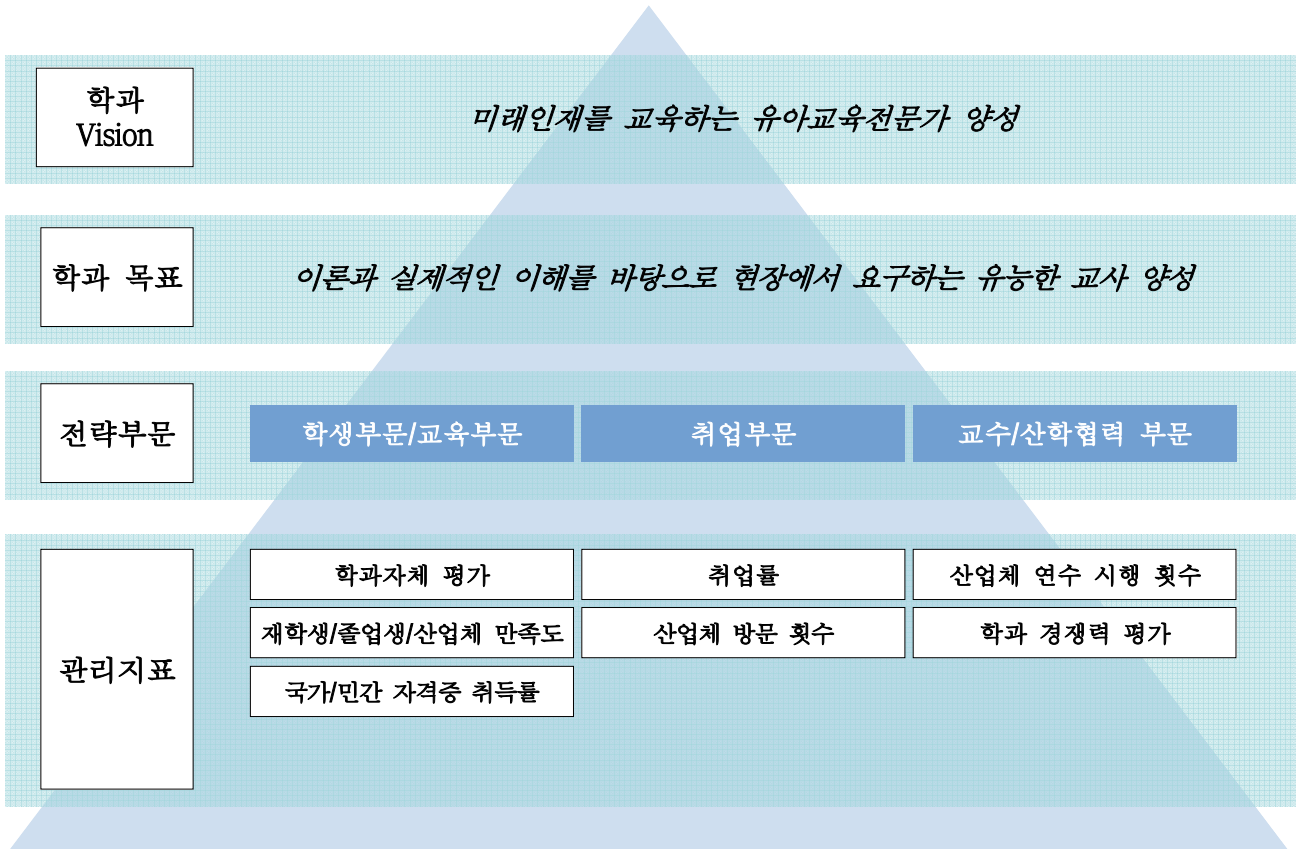 학과
Vision
미래인재를 교육하는 유아교육전문가 양성
학과 목표
이론과 실제적인 이해를 바탕으로 현장에서 요구하는 유능한 교사 양성
전략부문
학생부문/교육부문
취업부문
교수/산학협력 부문
관리지표
학과자체 평가
취업률
산업체 연수 시행 횟수
재학생/졸업생/산업체 만족도
산업체 방문 횟수
학과 경쟁력 평가
국가/민간 자격증 취득률